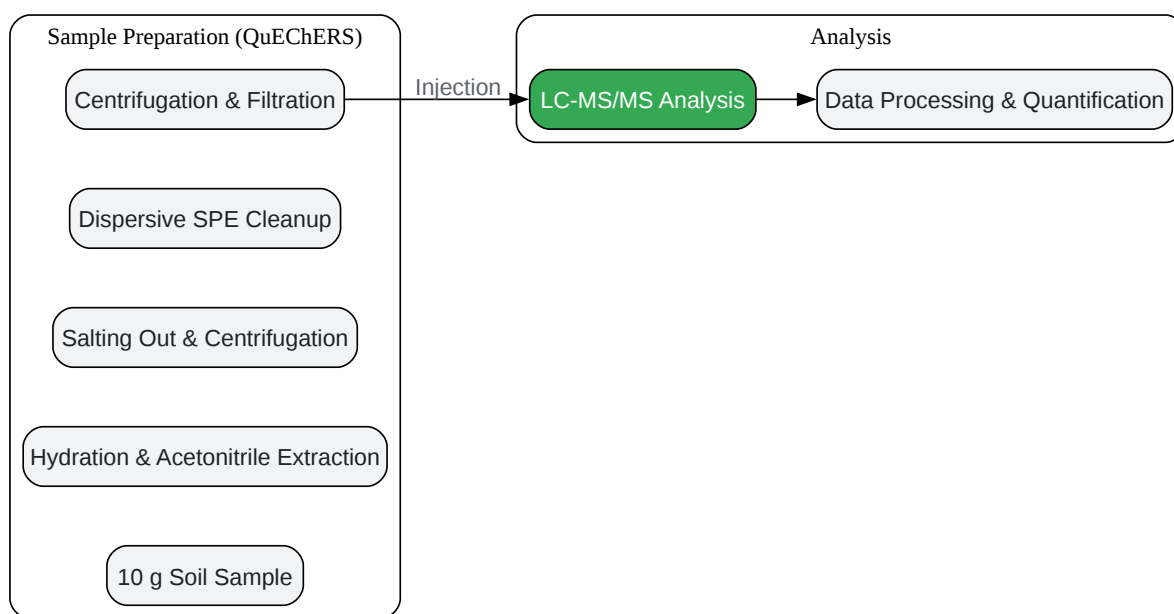 Sample Preparation (QuEChERS)
Centrifugation & Filtration
Dispersive SPE Cleanup
Salting Out & Centrifugation
Hydration & Acetonitrile Extraction
10 g Soil Sample
Injection
Analysis
LC-MS/MS Analysis
Data Processing & Quantification